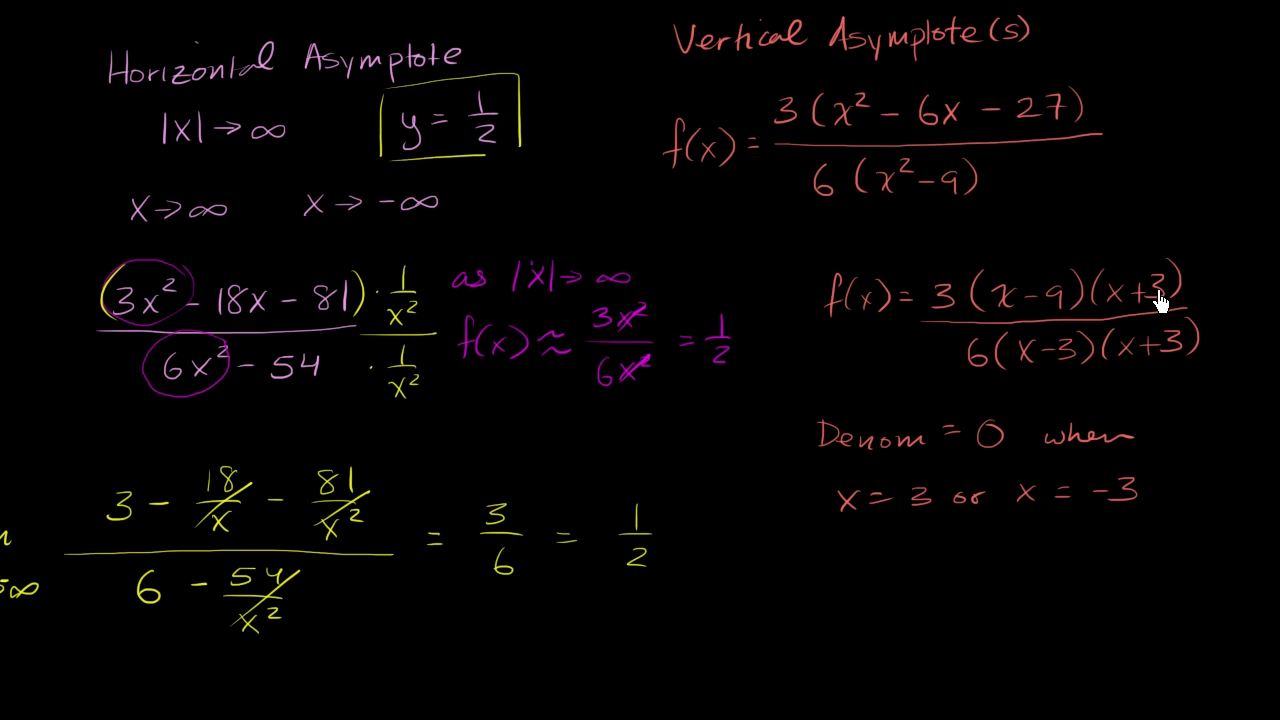 Horizontal Asymptote
|x| → ∞ y = 1/2
x → ∞ x → -∞
(3x² - 18x - 81) · 1/x²
6x² - 54 · 1/x²
as |x| → ∞
f(x) ≈ 3x²/6x² = 1/2
3 - 18/x - 81/x²
6 - 54/x²
= 3/6 = 1/2
∞
Vertical Asymptote(s)
f(x) = 3(x² - 6x - 27)
6(x² - 9)
f(x) = 3(x - 9)(x + 3)
6(x - 3)(x + 3)
Denom = 0 when
x = 3 or x = -3